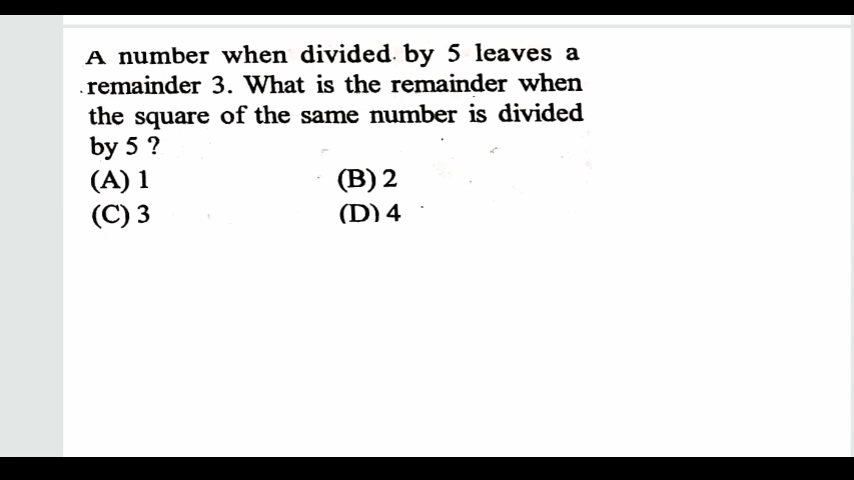 A number when divided by 5 leaves a
remainder 3. What is the remainder when
the square of the same number is divided
by 5 ?
(A) 1 (B) 2
(C) 3 (D) 4